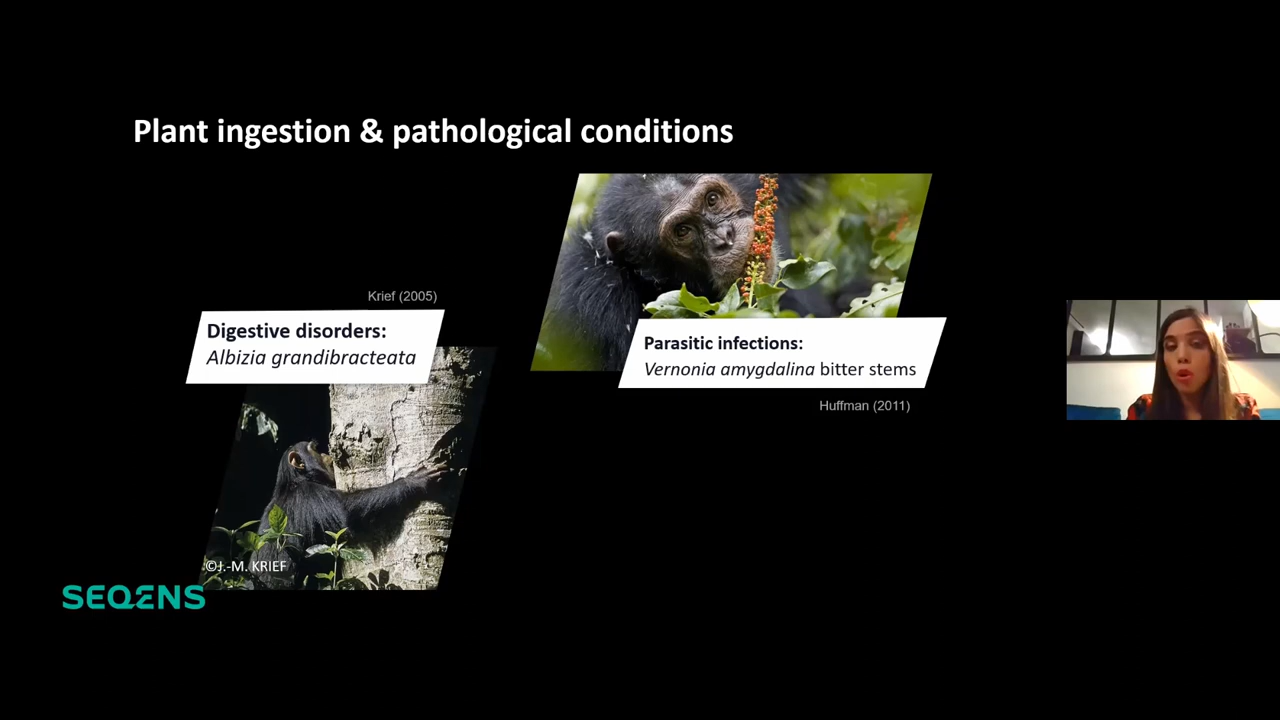 Plant ingestion & pathological conditions
Krief (2005)
Digestive disorders:
Albizia grandibracteata
Parasitic infections:
Vernonia amygdalina bitter stems
Huffman (2011)
©J.-M. KRIEF
SEQENS